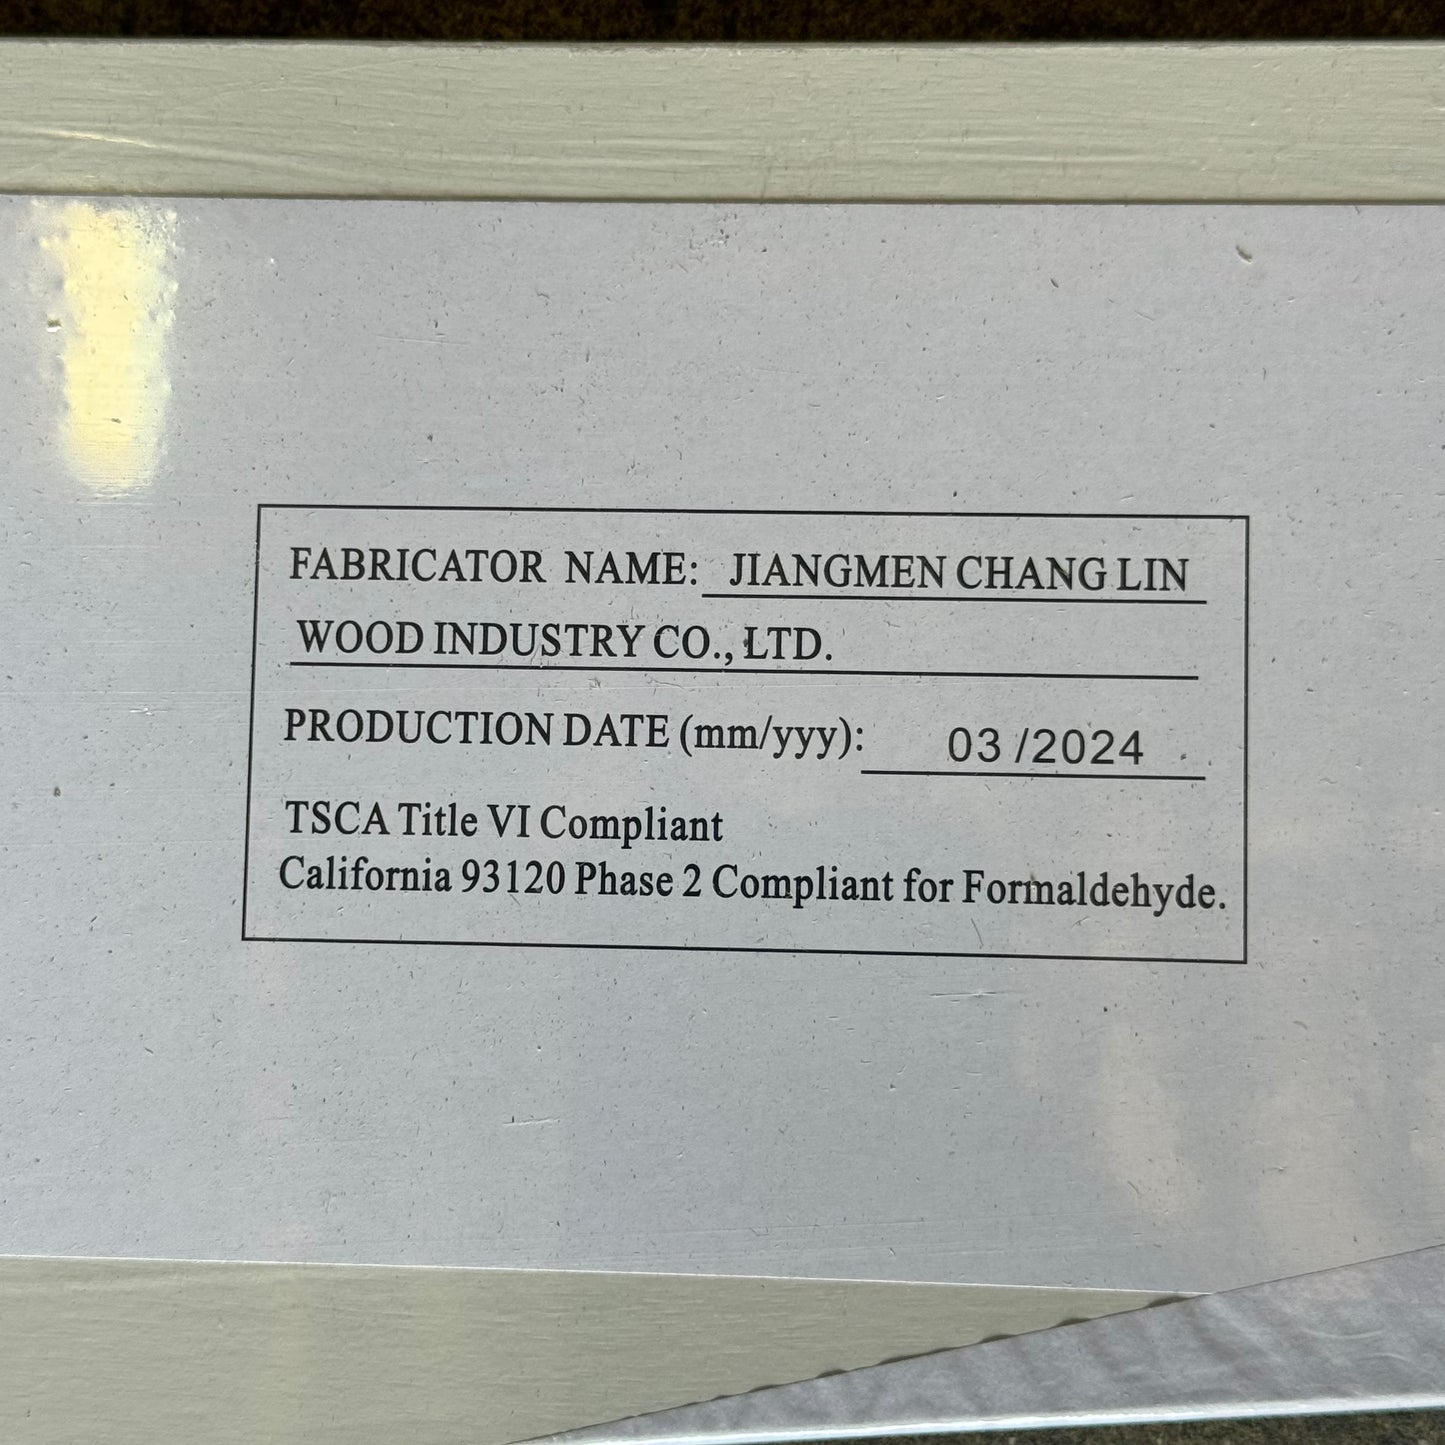 FABRICATOR NAME: JIANGMEN CHANG LIN
WOOD INDUSTRY CO., LTD.
PRODUCTION DATE (mm/yyy): 03 /2024
TSCA Title VI Compliant
California 93120 Phase 2 Compliant for Formaldehyde.